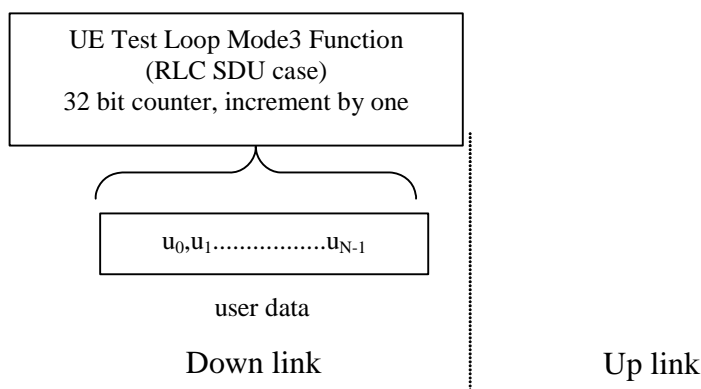 UE Test Loop Mode3 Function
(RLC SDU case)
32 bit counter, increment by one
u0,u1.................uN-1
user data
Down link
Up link